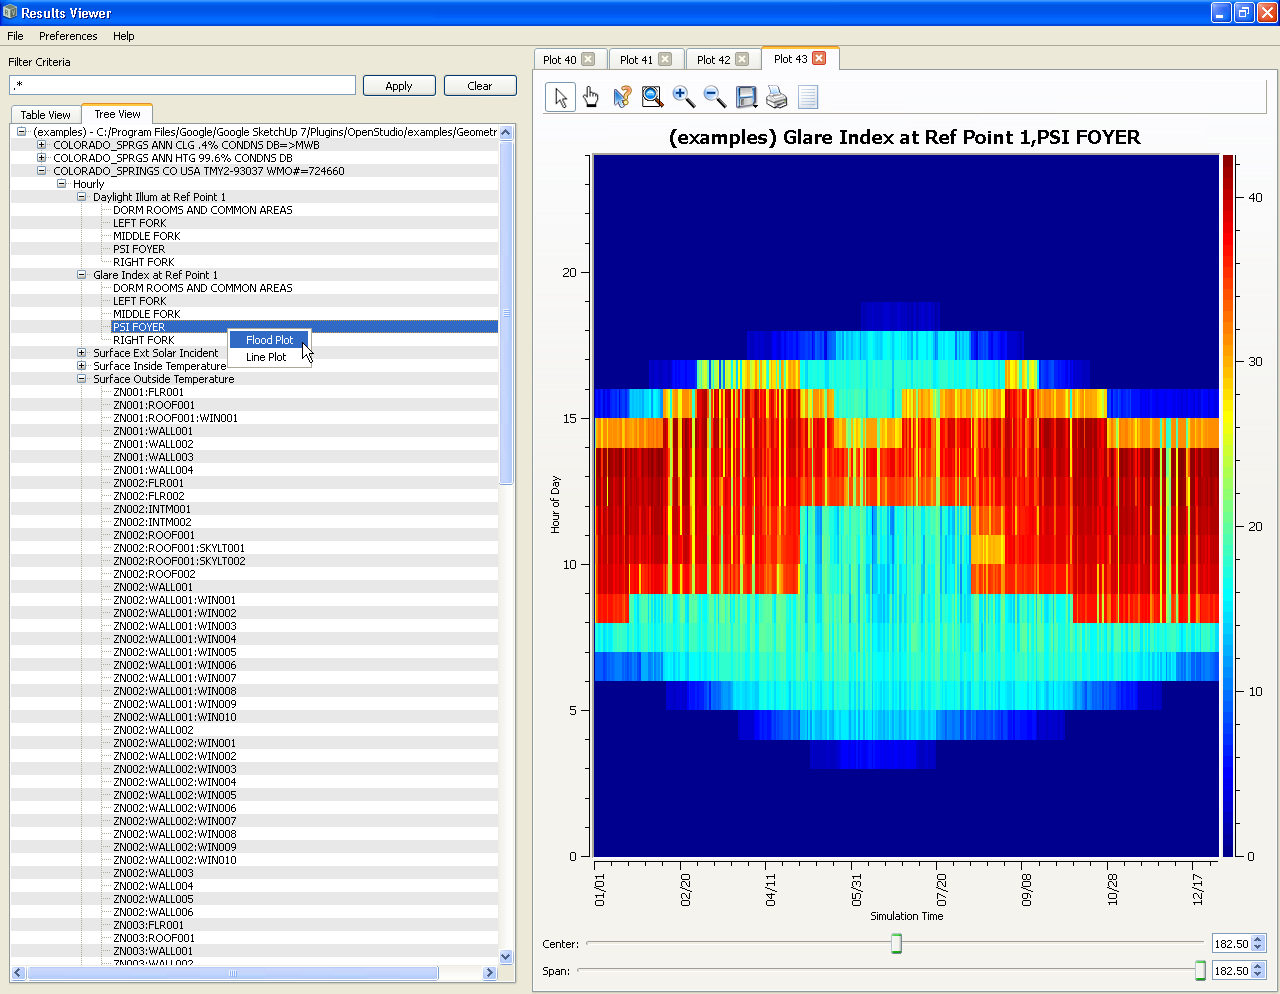 Results Viewer
File Preferences Help
Filter Criteria
.*
Apply Clear
Table View Tree View
(examples) - C:/Program Files/Google/Google SketchUp 7/Plugins/OpenStudio/examples/Geometr
COLORADO_SPRGS ANN CLG .4% CONDNS DB=>MWB
COLORADO_SPRGS ANN HTG 99.6% CONDNS DB
COLORADO_SPRINGS CO USA TMY2-93037 WMO#=724660
Hourly
Daylight Illum at Ref Point 1
DORM ROOMS AND COMMON AREAS
LEFT FORK
MIDDLE FORK
PSI FOYER
RIGHT FORK
Glare Index at Ref Point 1
DORM ROOMS AND COMMON AREAS
LEFT FORK
MIDDLE FORK
PSI FOYER
RIGHT FORK
Flood Plot
Line Plot
Surface Ext Solar Incident
Surface Inside Temperature
Surface Outside Temperature
ZN001:FLR001
ZN001:ROOF001
ZN001:ROOF001:WIN001
ZN001:WALL001
ZN001:WALL002
ZN001:WALL003
ZN001:WALL004
ZN002:FLR001
ZN002:FLR002
ZN002:INTM001
ZN002:INTM002
ZN002:ROOF001
ZN002:ROOF001:SKYLT001
ZN002:ROOF001:SKYLT002
ZN002:ROOF002
ZN002:WALL001
ZN002:WALL001:WIN001
ZN002:WALL001:WIN002
ZN002:WALL001:WIN003
ZN002:WALL001:WIN004
ZN002:WALL001:WIN005
ZN002:WALL001:WIN006
ZN002:WALL001:WIN007
ZN002:WALL001:WIN008
ZN002:WALL001:WIN009
ZN002:WALL001:WIN010
ZN002:WALL002
ZN002:WALL002:WIN001
ZN002:WALL002:WIN002
ZN002:WALL002:WIN003
ZN002:WALL002:WIN004
ZN002:WALL002:WIN005
ZN002:WALL002:WIN006
ZN002:WALL002:WIN007
ZN002:WALL002:WIN008
ZN002:WALL002:WIN009
ZN002:WALL002:WIN010
ZN002:WALL003
ZN002:WALL004
ZN002:WALL005
ZN002:WALL006
ZN003:FLR001
ZN003:ROOF001
ZN003:WALL001
ZN003:WALL002
Plot 40 Plot 41 Plot 42 Plot 43
(examples) Glare Index at Ref Point 1,PSI FOYER
Hour of Day
20
15
10
5
0
40
30
20
10
0
01/01 02/20 04/11 05/31 07/20 09/08 10/28 12/17
Simulation Time
Center: 182.50
Span: 182.50